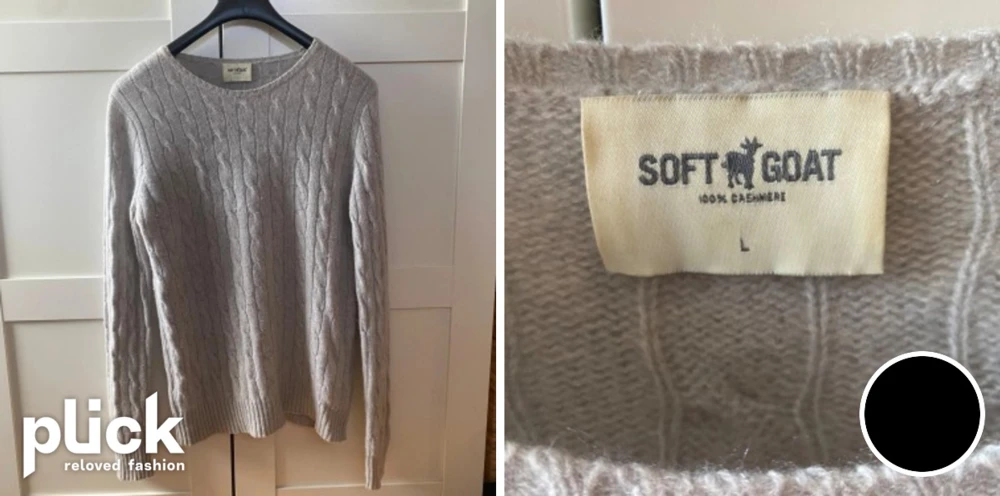 plick
reloved fashion
SOFT GOAT
100% CASHMERE
L